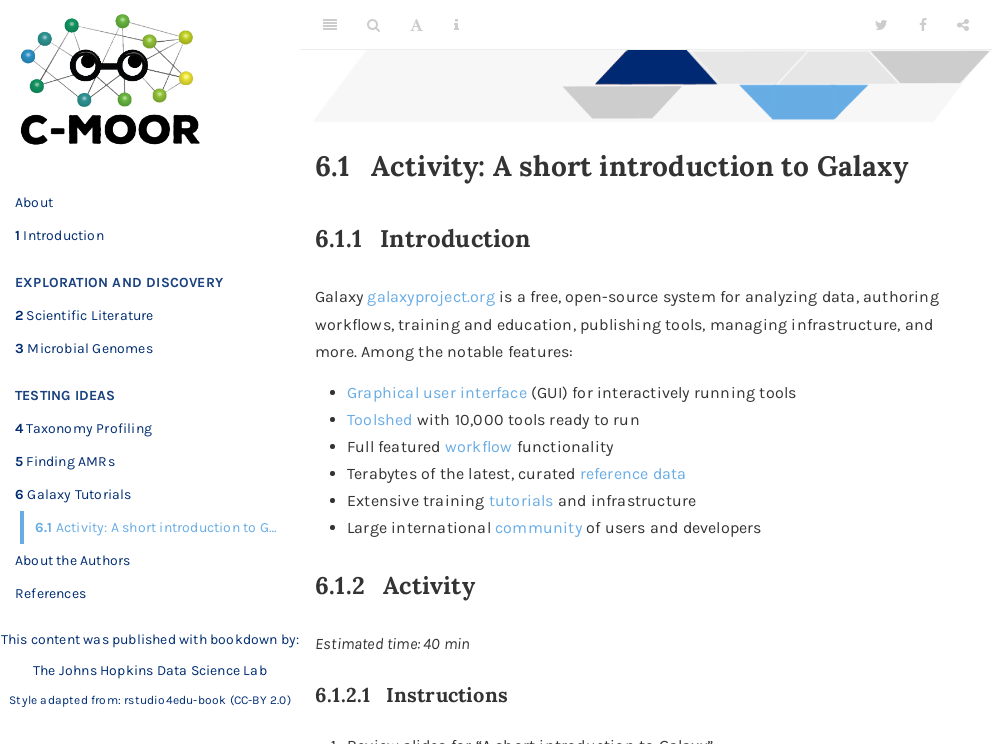 C-MOOR
About
1 Introduction
EXPLORATION AND DISCOVERY
2 Scientific Literature
3 Microbial Genomes
TESTING IDEAS
4 Taxonomy Profiling
5 Finding AMRs
6 Galaxy Tutorials
6.1 Activity: A short introduction to G…
About the Authors
References
This content was published with bookdown by:
The Johns Hopkins Data Science Lab
Style adapted from: rstudio4edu-book (CC-BY 2.0)
6.1 Activity: A short introduction to Galaxy
6.1.1 Introduction
Galaxy galaxyproject.org is a free, open-source system for analyzing data, authoring
workflows, training and education, publishing tools, managing infrastructure, and
more. Among the notable features:
• Graphical user interface (GUI) for interactively running tools
• Toolshed with 10,000 tools ready to run
• Full featured workflow functionality
• Terabytes of the latest, curated reference data
• Extensive training tutorials and infrastructure
• Large international community of users and developers
6.1.2 Activity
Estimated time: 40 min
6.1.2.1 Instructions
1. Review slides for “A short introduction to Galaxy”